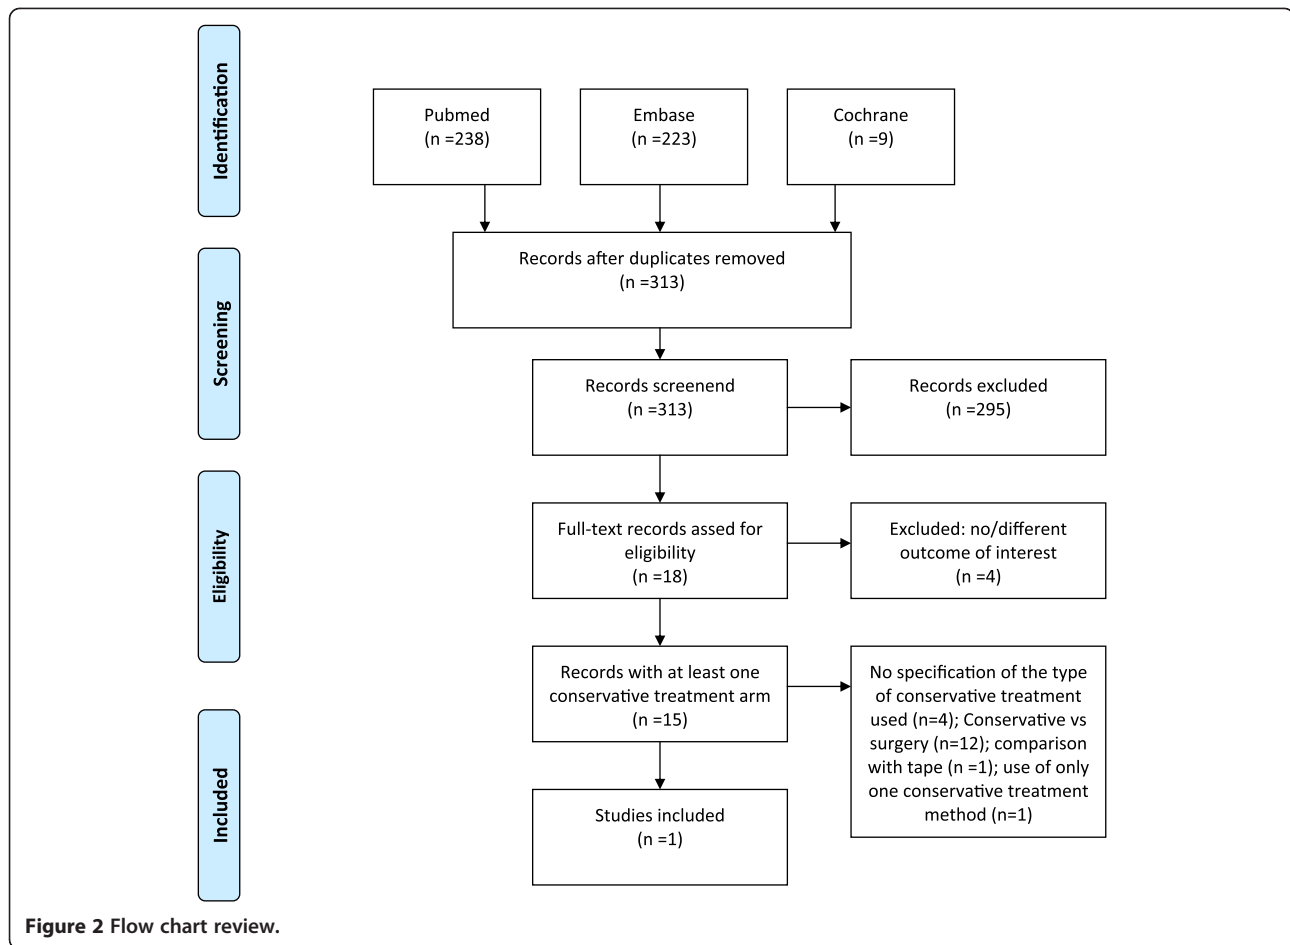 Identification
Pubmed
(n =238)
Embase
(n =223)
Cochrane
(n =9)
Records after duplicates removed
(n =313)
Screening
Records screenend
(n =313)
Records excluded
(n =295)
Eligibility
Full-text records assed for
eligibility
(n =18)
Excluded: no/different
outcome of interest
(n =4)
Records with at least one
conservative treatment arm
(n =15)
No specification of the type
of conservative treatment
used (n=4); Conservative vs
surgery (n=12); comparison
with tape (n =1); use of only
one conservative treatment
method (n=1)
Included
Studies included
(n =1)
Figure 2 Flow chart review.